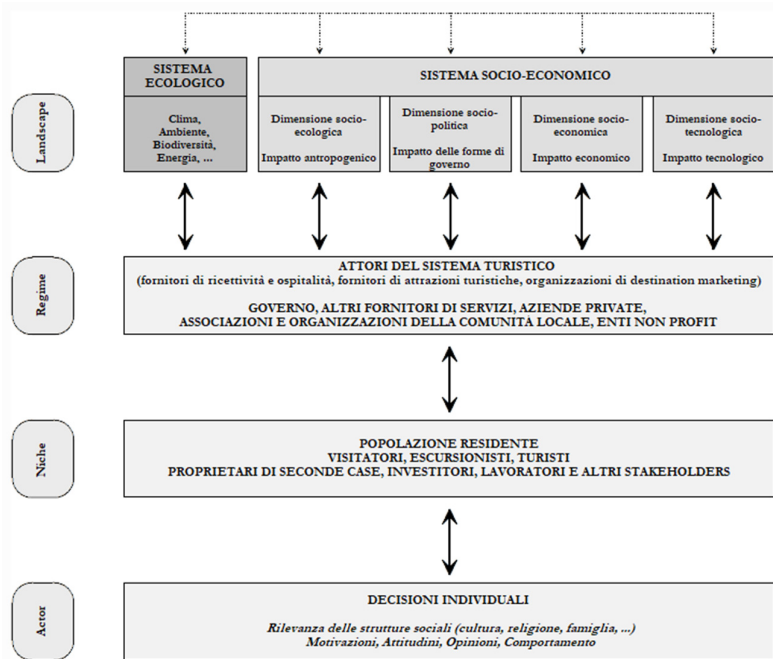 Landscape
SISTEMA
ECOLOGICO
Clima,
Ambiente,
Biodiversità,
Energia, ...
SISTEMA SOCIO-ECONOMICO
Dimensione socio-
ecologica
Impatto antropogenico
Dimensione socio-
politica
Impatto delle forme di
governo
Dimensione socio-
economica
Impatto economico
Dimensione socio-
tecnologica
Impatto tecnologico
Regime
ATTORI DEL SISTEMA TURISTICO
(fornitori di ricettività e ospitalità, fornitori di attrazioni turistiche, organizzazioni di destination marketing)
GOVERNO, ALTRI FORNITORI DI SERVIZI, AZIENDE PRIVATE,
ASSOCIAZIONI E ORGANIZZAZIONI DELLA COMUNITÀ LOCALE, ENTI NON PROFIT
Niche
POPOLAZIONE RESIDENTE
VISITATORI, ESCURSIONISTI, TURISTI
PROPRIETARI DI SECONDE CASE, INVESTITORI, LAVORATORI E ALTRI STAKEHOLDERS
Actor
DECISIONI INDIVIDUALI
Rilevanza delle strutture sociali (cultura, religione, famiglia, ...)
Motivazioni, Attitudini, Opinioni, Comportamento